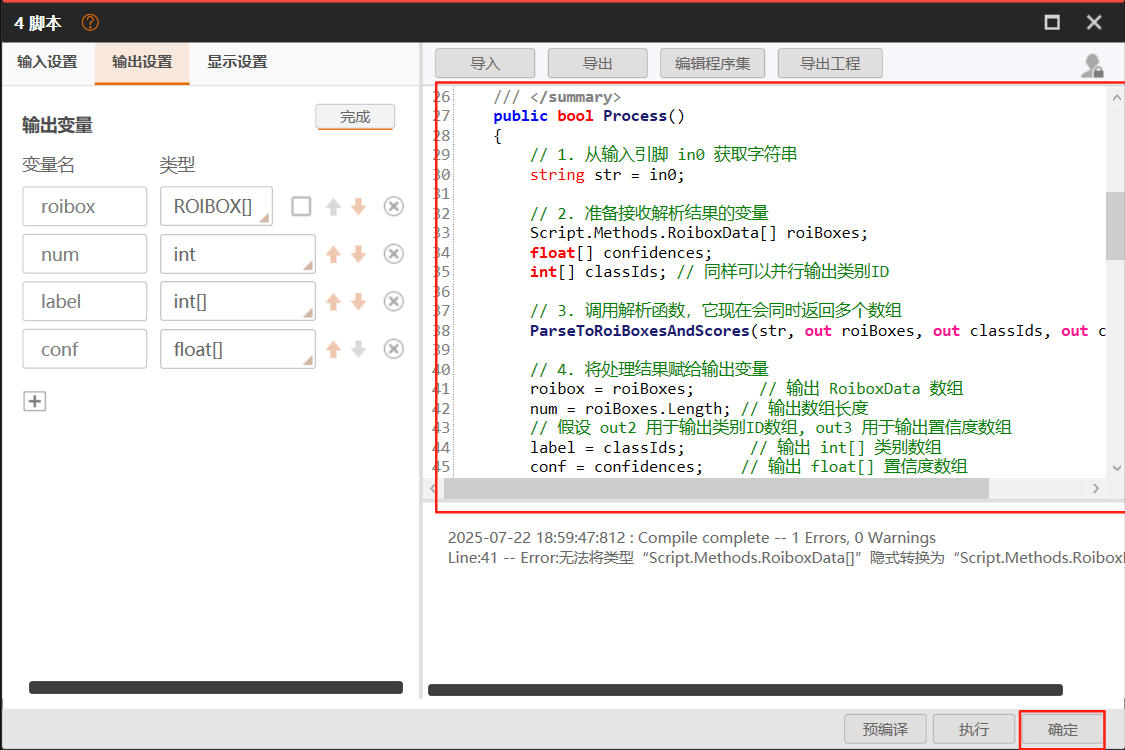 4 脚本
输入设置 输出设置 显示设置
导入 导出 编辑程序集 导出工程
输出变量 完成
变量名 类型
roibox ROIBOX[]
num int
label int[]
conf float[]
26 /// </summary>
27 public bool Process()
28 {
29 // 1. 从输入引脚 in0 获取字符串
30 string str = in0;
31
32 // 2. 准备接收解析结果的变量
33 Script.Methods.RoiboxData[] roiBoxes;
34 float[] confidences;
35 int[] classIds; // 同样可以并行输出类别ID
36
37 // 3. 调用解析函数，它现在会同时返回多个数组
38 ParseToRoiBoxesAndScores(str, out roiBoxes, out classIds, out c
39
40 // 4. 将处理结果赋给输出变量
41 roibox = roiBoxes; // 输出 RoiboxData 数组
42 num = roiBoxes.Length; // 输出数组长度
43 // 假设 out2 用于输出类别ID数组, out3 用于输出置信度数组
44 label = classIds; // 输出 int[] 类别数组
45 conf = confidences; // 输出 float[] 置信度数组
2025-07-22 18:59:47:812 : Compile complete -- 1 Errors, 0 Warnings
Line:41 -- Error:无法将类型“Script.Methods.RoiboxData[]”隐式转换为“Script.Methods.Roibox
预编译 执行 确定